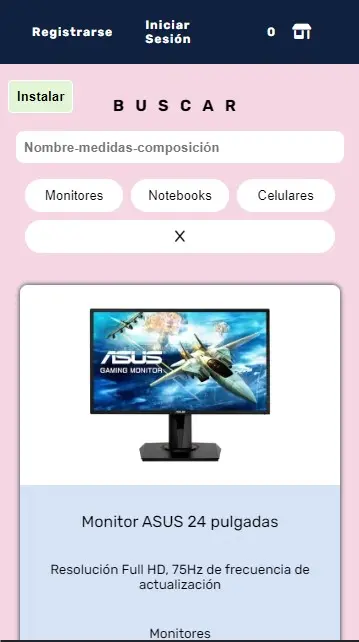 Registrarse
Iniciar
Sesión
0
Instalar
BUSCAR
Nombre-medidas-composición
Monitores
Notebooks
Celulares
X
ASUS
GAMING MONITOR
Monitor ASUS 24 pulgadas
Resolución Full HD, 75Hz de frecuencia de
actualización
Monitores